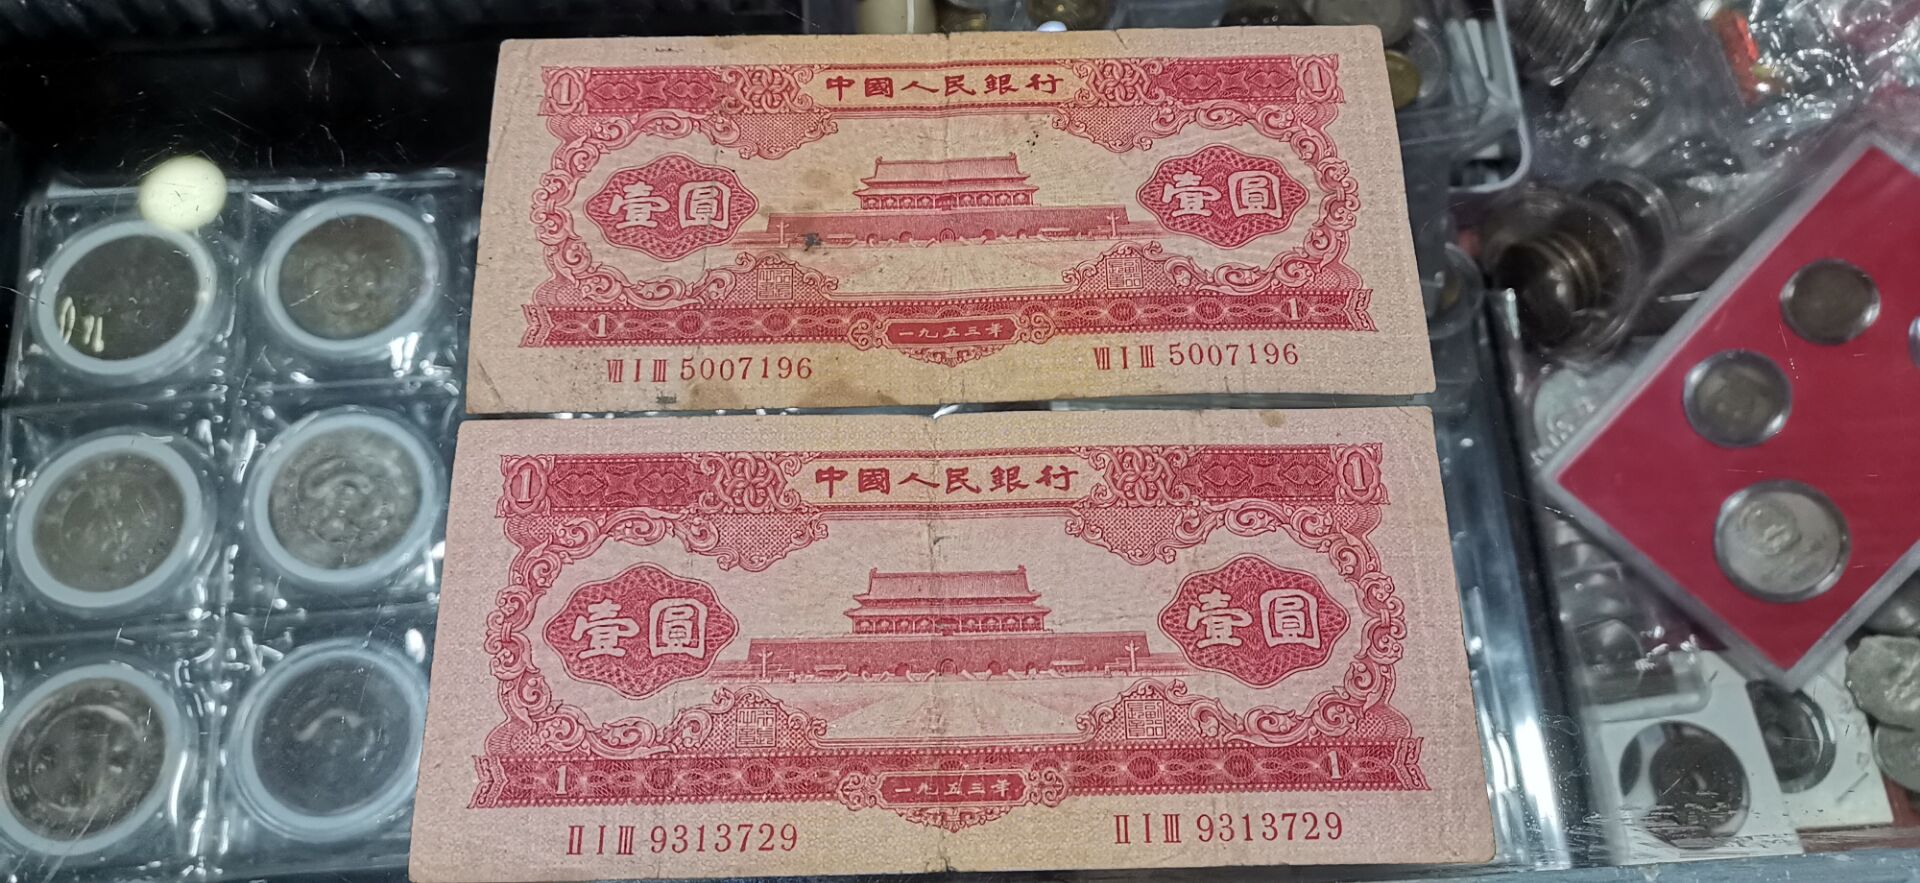 1 中國人民銀行 1
壹圓 壹圓
1 一九五三年 1
Ⅷ Ⅰ Ⅲ 5007196 Ⅷ Ⅰ Ⅲ 5007196
1 中國人民銀行 1
壹圓 壹圓
1 一九五三年 1
Ⅱ Ⅰ Ⅲ 9313729 Ⅱ Ⅰ Ⅲ 9313729